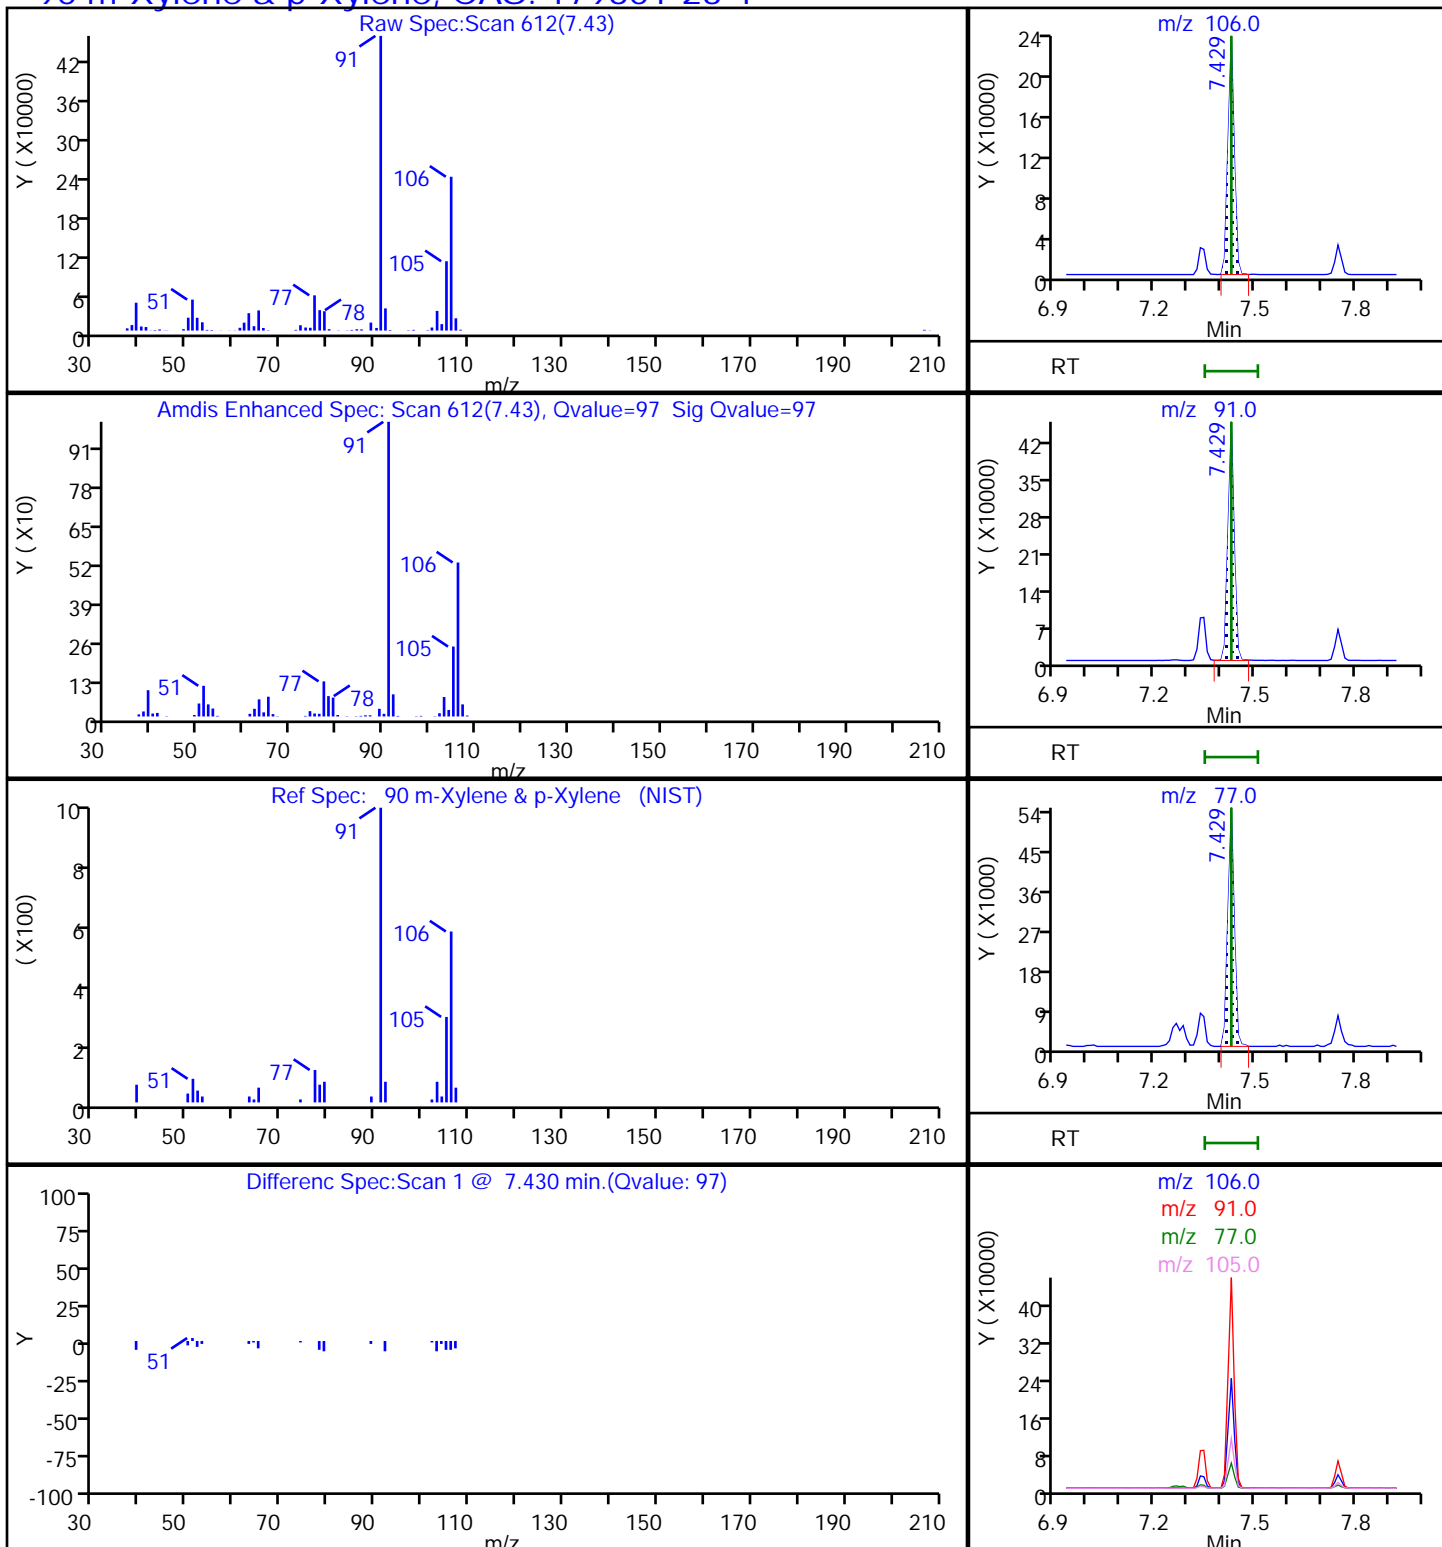 90 m-Xylene & p-Xylene, CAS: 179601-23-1
Raw Spec:Scan 612(7.43)
Y ( X10000)
42
36
30
24
18
12
6
0
91
106
105
77
78
51
30 50 70 90 110 130 150 170 190 210
m/z
m/z 106.0
Y ( X10000)
24
20
16
12
8
4
0
7.429
6.9 7.2 7.5 7.8
Min
RT
Amdis Enhanced Spec: Scan 612(7.43), Qvalue=97 Sig Qvalue=97
Y ( X10)
91
78
65
52
39
26
13
0
91
106
105
77
78
51
30 50 70 90 110 130 150 170 190 210
m/z
m/z 91.0
Y ( X10000)
42
35
28
21
14
7
0
7.429
6.9 7.2 7.5 7.8
Min
RT
Ref Spec: 90 m-Xylene & p-Xylene (NIST)
( X100)
10
8
6
4
2
0
91
106
105
77
51
30 50 70 90 110 130 150 170 190 210
m/z 77.0
Y ( X1000)
54
45
36
27
18
9
0
7.429
6.9 7.2 7.5 7.8
Min
RT
Differenc Spec:Scan 1 @ 7.430 min.(Qvalue: 97)
Y
100
75
50
25
0
-25
-50
-75
-100
51
30 50 70 90 110 130 150 170 190 210
m/z
m/z 106.0
m/z 91.0
m/z 77.0
m/z 105.0
Y ( X10000)
40
32
24
16
8
0
6.9 7.2 7.5 7.8
Min